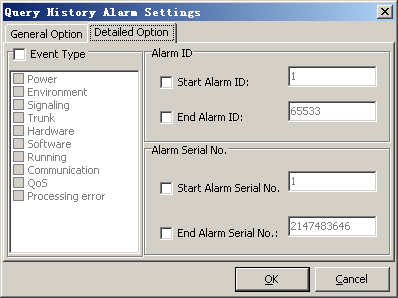 Query History Alarm Settings
General Option Detailed Option
Event Type
Power
Environment
Signaling
Trunk
Hardware
Software
Running
Communication
QoS
Processing error
Alarm ID
Start Alarm ID: 1
End Alarm ID: 65533
Alarm Serial No.
Start Alarm Serial No. 1
End Alarm Serial No.: 2147483646
OK Cancel